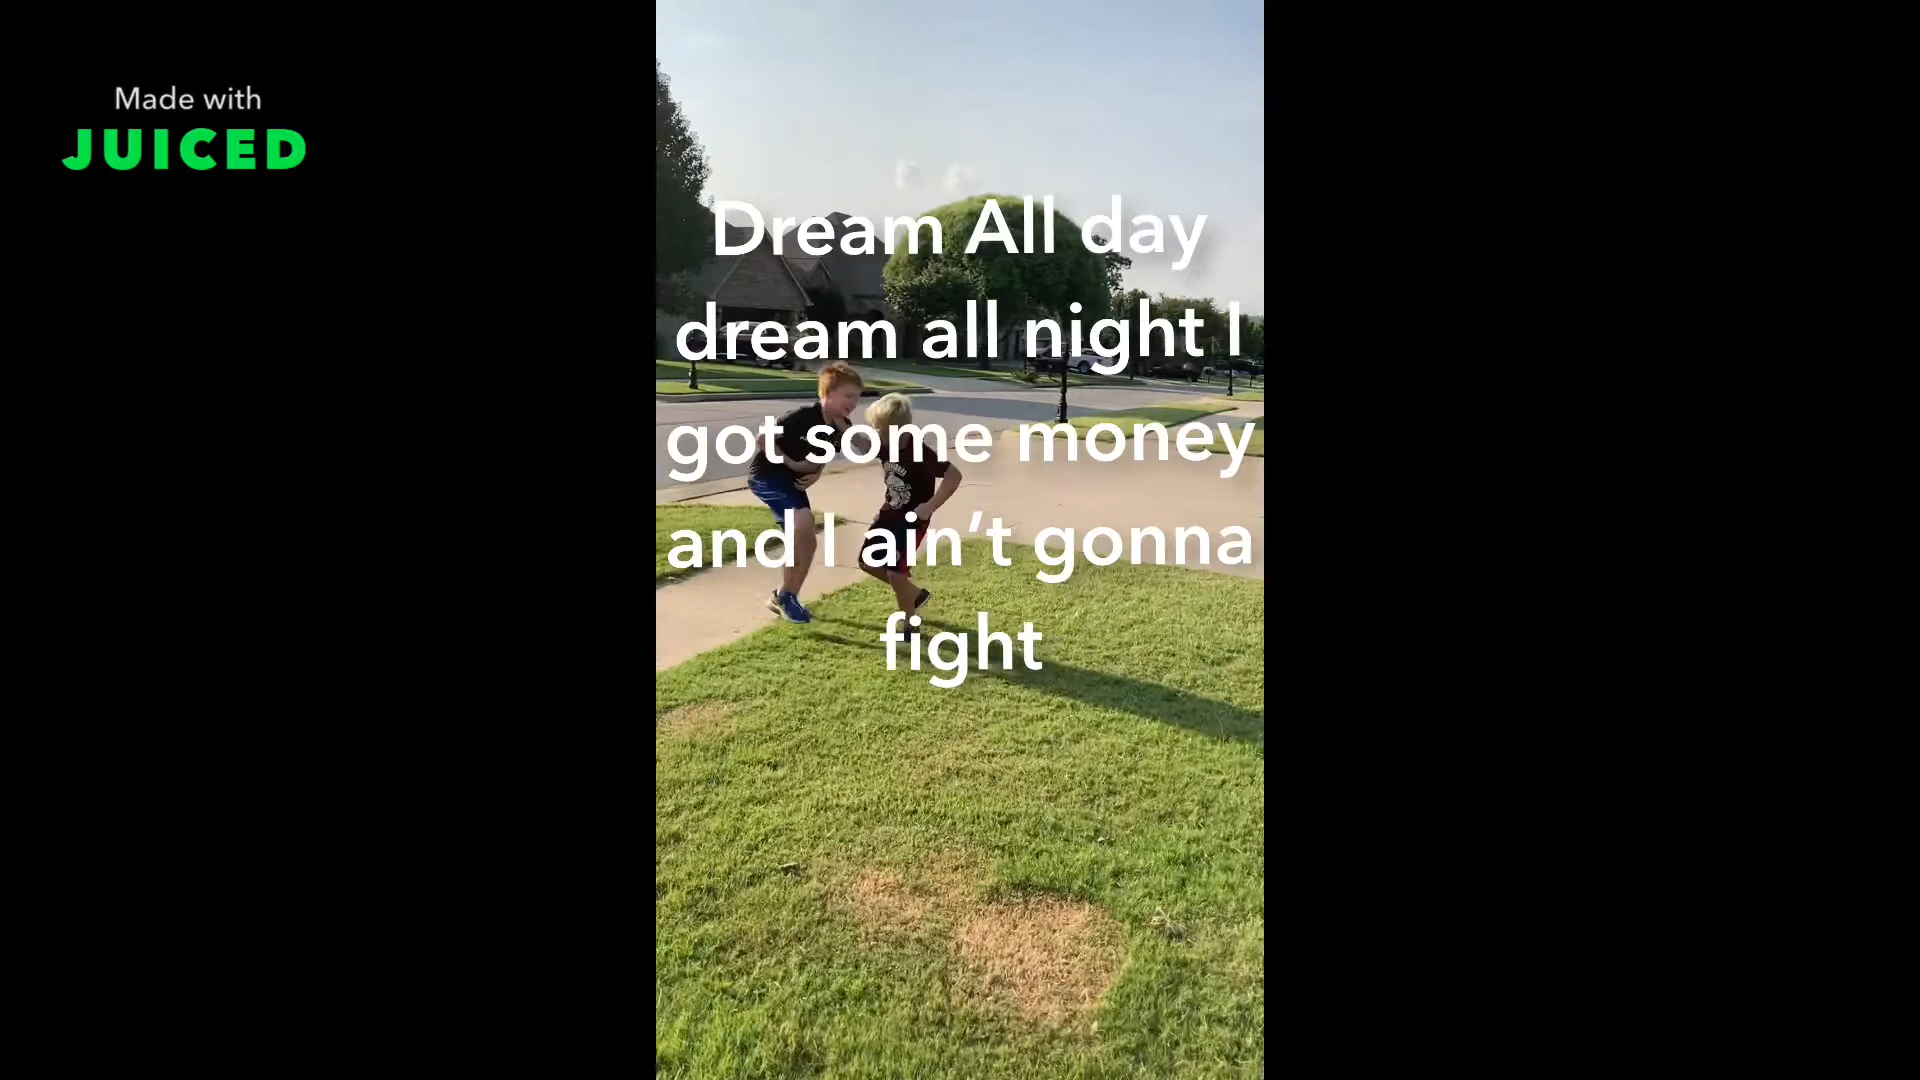 Made with
JUICED
Dream All day
dream all night I
got some money
and I ain’t gonna
fight